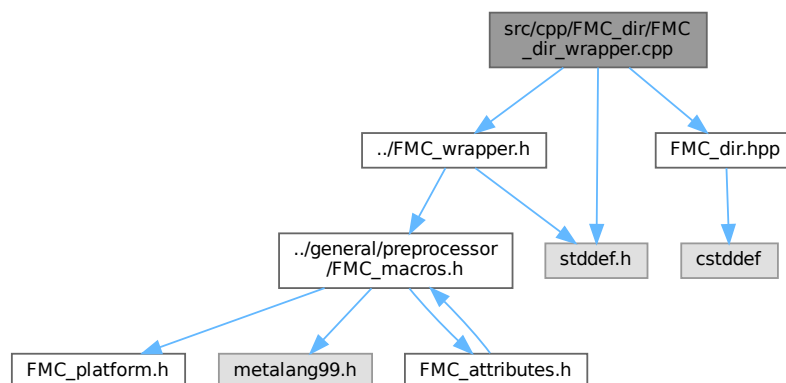 src/cpp/FMC_dir/FMC
_dir_wrapper.cpp
../FMC_wrapper.h
FMC_dir.hpp
../general/preprocessor
/FMC_macros.h
stddef.h
cstddef
FMC_platform.h
metalang99.h
FMC_attributes.h